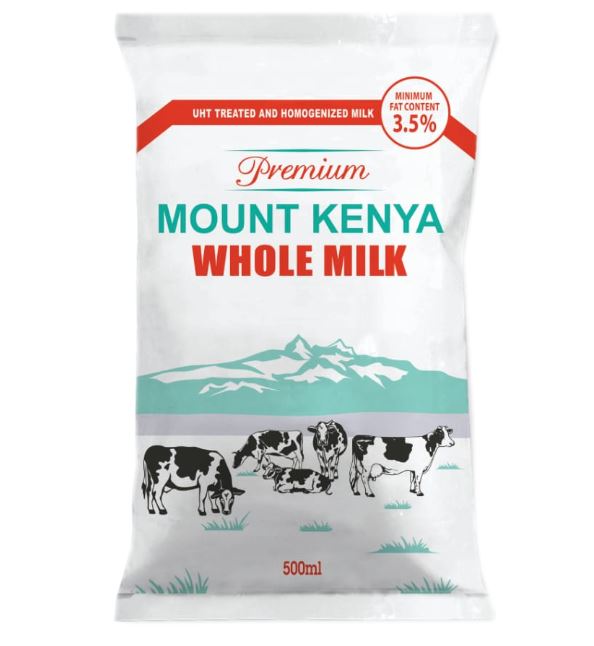 UHT TREATED AND HOMOGENIZED MILK
MINIMUM
FAT CONTENT
3.5%
Premium
MOUNT KENYA
WHOLE MILK
500ml